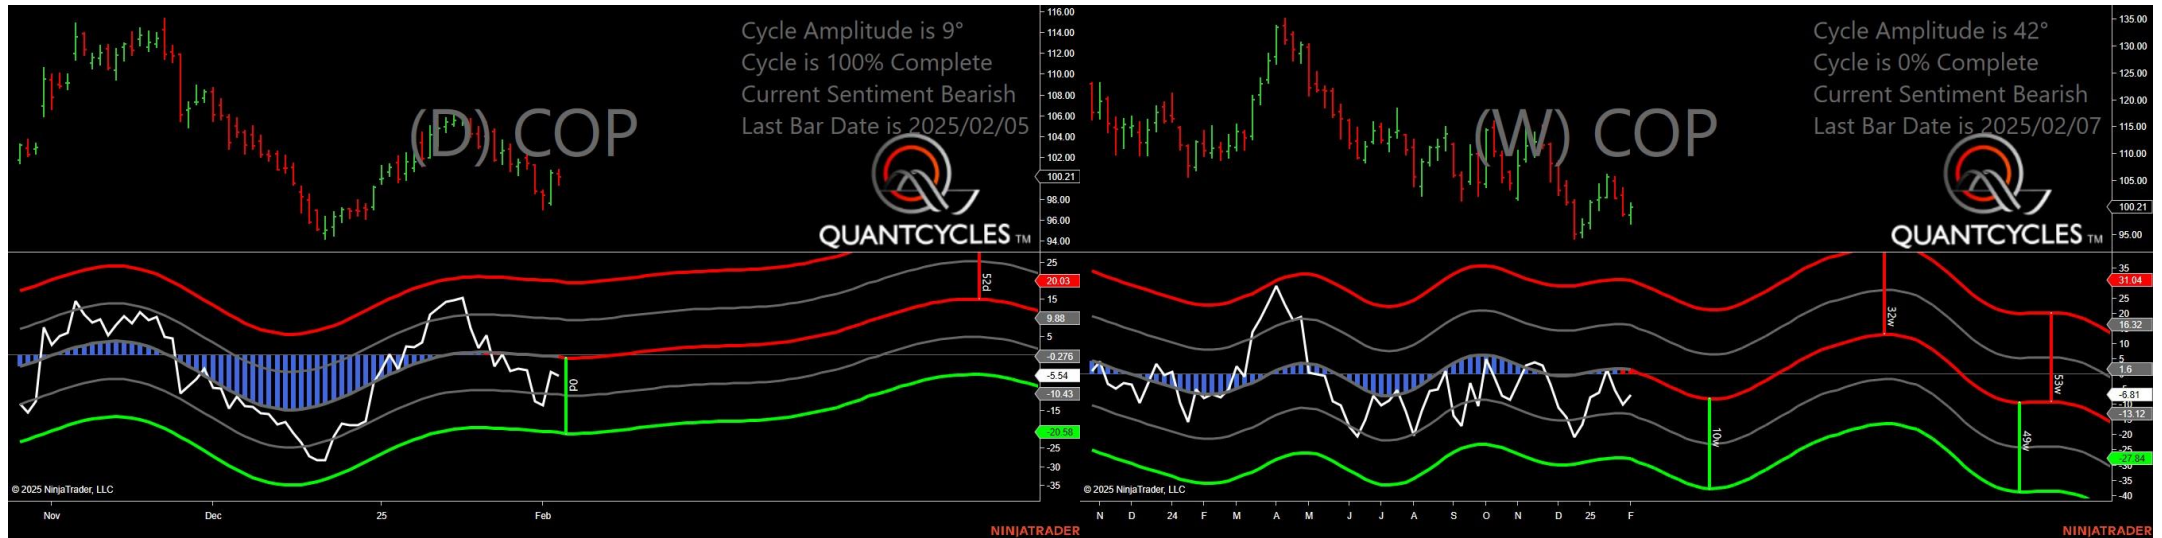 Cycle Amplitude is 9°
Cycle is 100% Complete
Current Sentiment Bearish
Last Bar Date is 2025/02/05
(D) COP
QUANTCYCLES TM
116.00
114.00
112.00
110.00
108.00
106.00
104.00
102.00
100.21
98.00
96.00
94.00
25
20.03
15
9.88
5
-0.276
-5.54
-10.43
-15
-20.58
-25
-30
-35
52d
0d
© 2025 NinjaTrader, LLC
Nov
Dec
25
Feb
NINJATRADER
Cycle Amplitude is 42°
Cycle is 0% Complete
Current Sentiment Bearish
Last Bar Date is 2025/02/07
(W) COP
QUANTCYCLES TM
135.00
130.00
125.00
120.00
115.00
110.00
105.00
100.21
95.00
35
31.04
25
20
16.32
10
5
1.6
-6.81
-10
-13.12
-20
-25
-27.84
-30
-35
-40
32w
53w
10w
49w
© 2025 NinjaTrader, LLC
N D 24 F M A M J J A S O N D 25 F
NINJATRADER